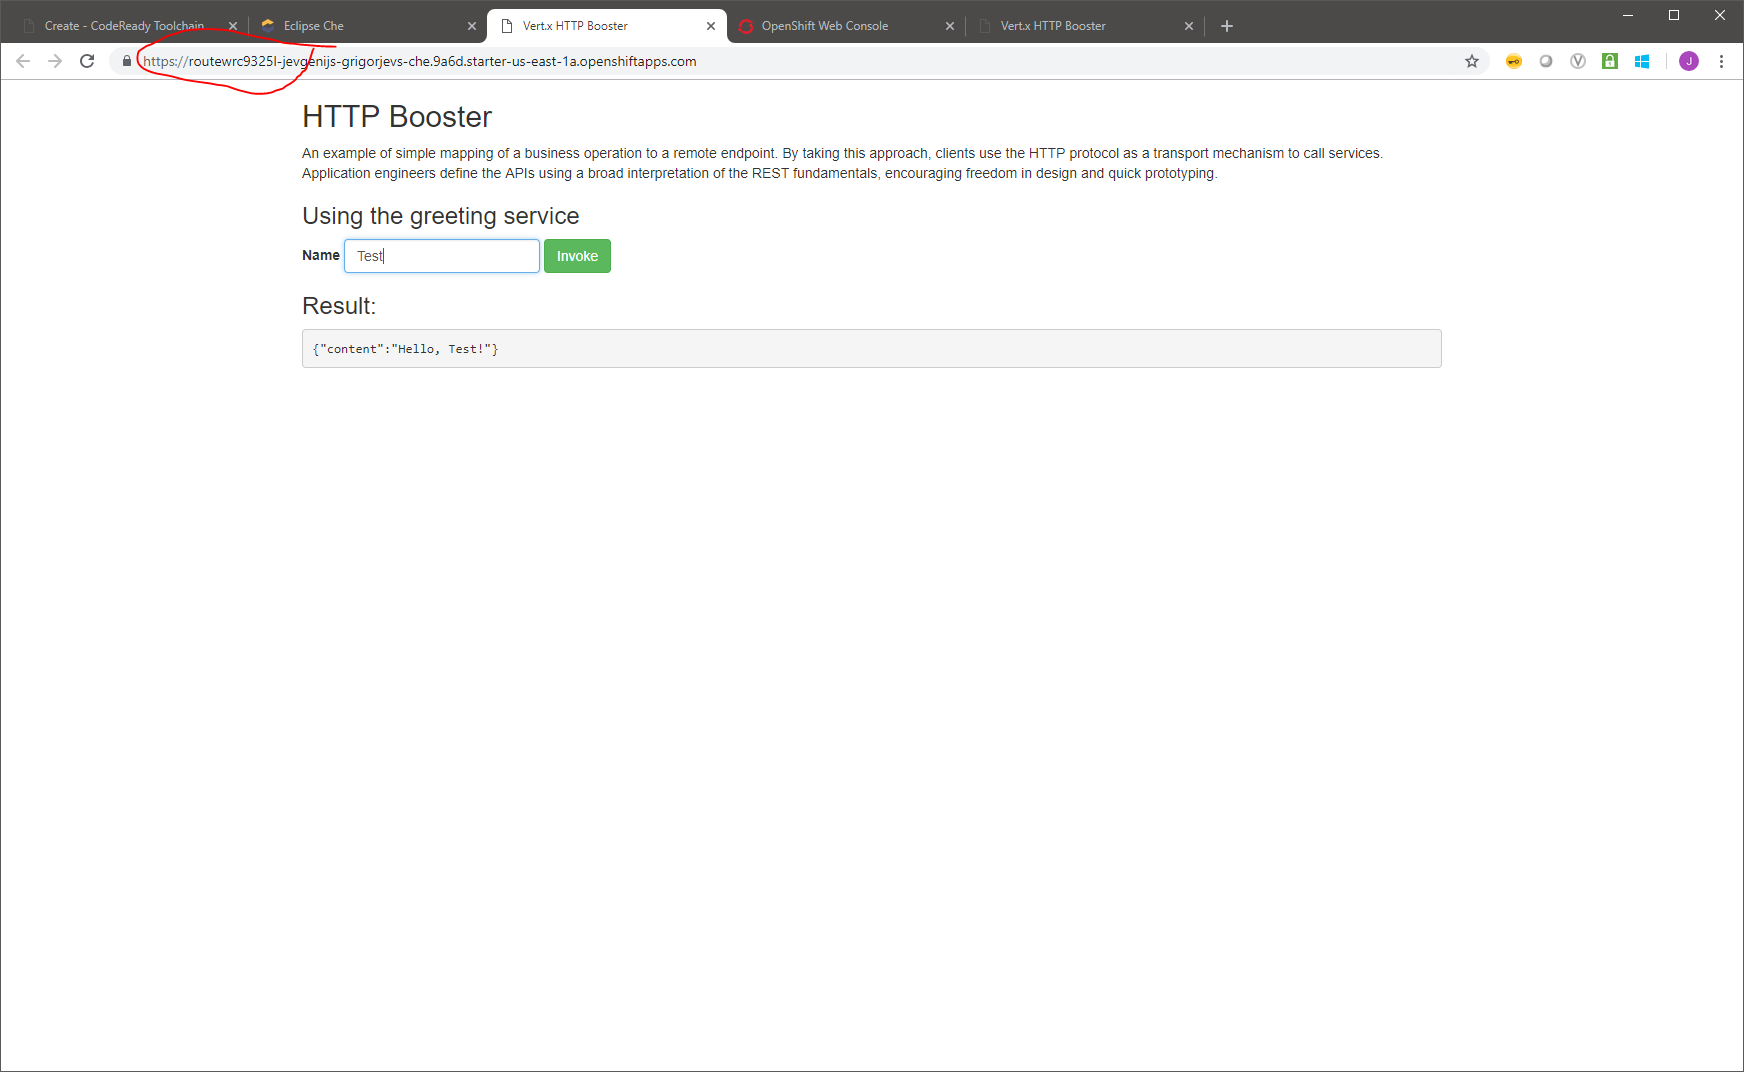 Create - CodeReady Toolchain
Eclipse Che
Vert.x HTTP Booster
OpenShift Web Console
Vert.x HTTP Booster
https://routewrc9325l-jevgenijs-grigorjevs-che.9a6d.starter-us-east-1a.openshiftapps.com
J
HTTP Booster
An example of simple mapping of a business operation to a remote endpoint. By taking this approach, clients use the HTTP protocol as a transport mechanism to call services.
Application engineers define the APIs using a broad interpretation of the REST fundamentals, encouraging freedom in design and quick prototyping.
Using the greeting service
Name Test Invoke
Result:
{"content":"Hello, Test!"}